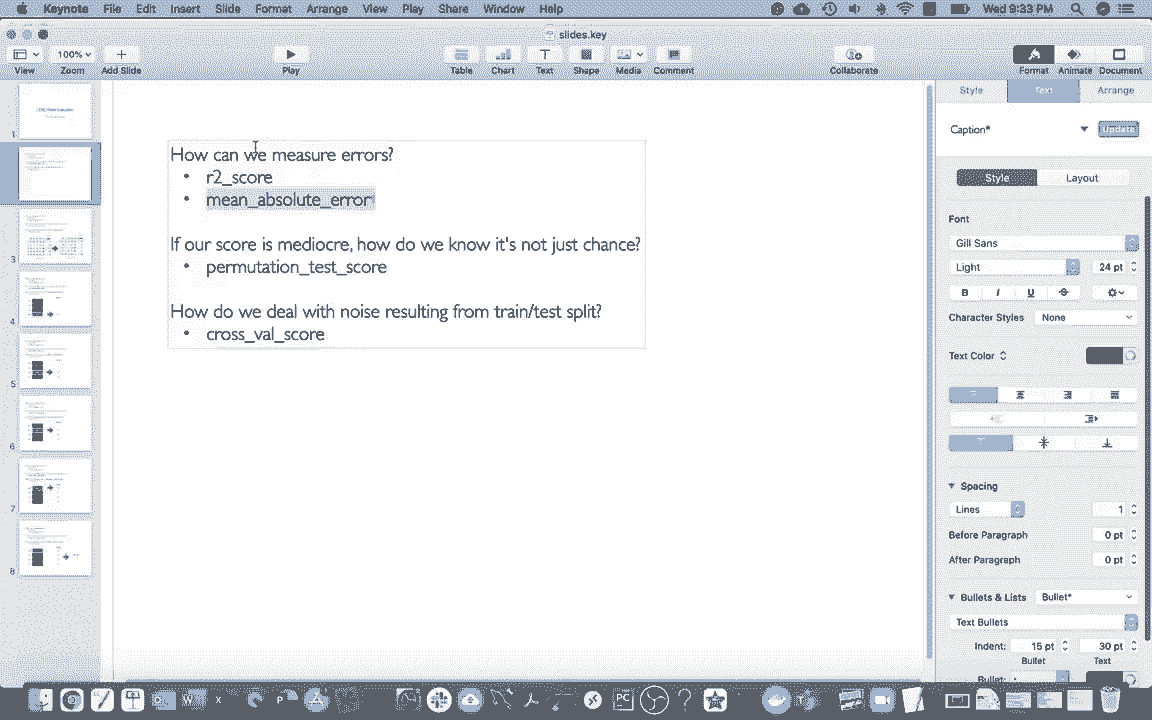 Keynote File Edit Insert Slide Format Arrange View Play Share Window Help Wed 9:33 PM
slides.key
100%
View Zoom Add Slide Play Table Chart Text Shape Media Comment Collaborate Format Animate Document
Style Text Arrange
Caption* Update
Style Layout
Font
Gill Sans
Light 24 pt
B I U S
Character Styles None
Text Color
Spacing
Lines 1
Before Paragraph 0 pt
After Paragraph 0 pt
Bullets & Lists Bullet*
Text Bullets
Indent: 15 pt 30 pt
Bullet Text
Bullet:
1
3
4
5
6
7
8
How can we measure errors?
• r2_score
• mean_absolute_error
If our score is mediocre, how do we know it's not just chance?
• permutation_test_score
How do we deal with noise resulting from train/test split?
• cross_val_score